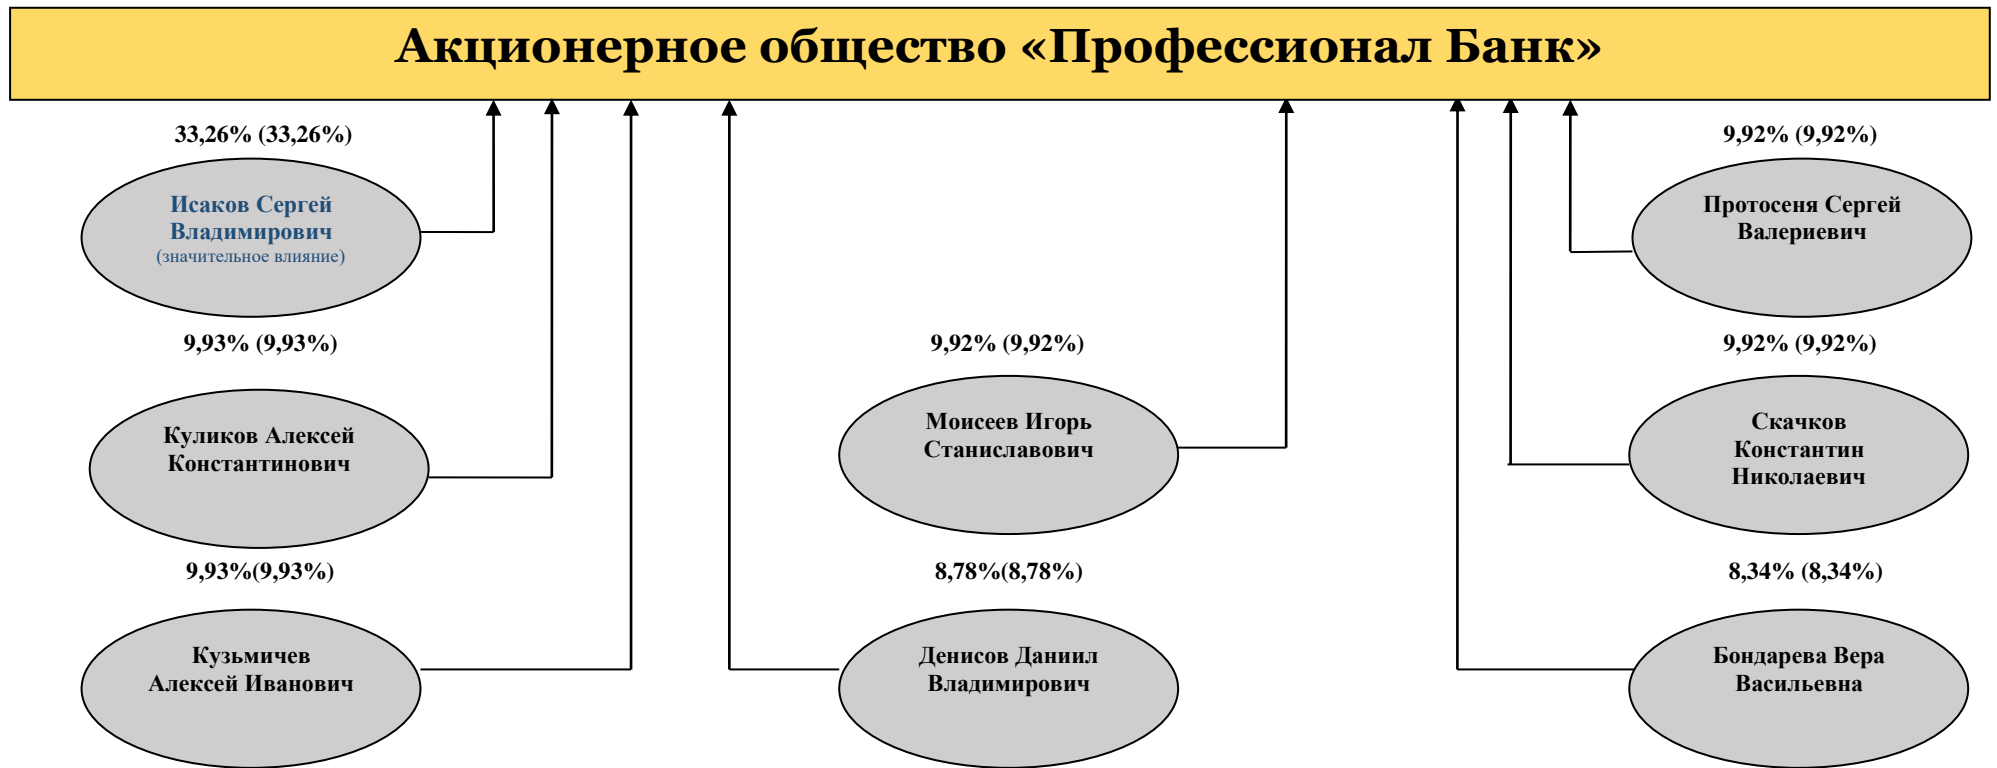 Акционерное общество «Профессионал Банк»
33,26% (33,26%)
Исаков Сергей
Владимирович
(значительное влияние)
9,93% (9,93%)
Куликов Алексей
Константинович
9,93%(9,93%)
Кузьмичев
Алексей Иванович
9,92% (9,92%)
Моисеев Игорь
Станиславович
8,78%(8,78%)
Денисов Даниил
Владимирович
9,92% (9,92%)
Протосеня Сергей
Валериевич
9,92% (9,92%)
Скачков
Константин
Николаевич
8,34% (8,34%)
Бондарева Вера
Васильевна